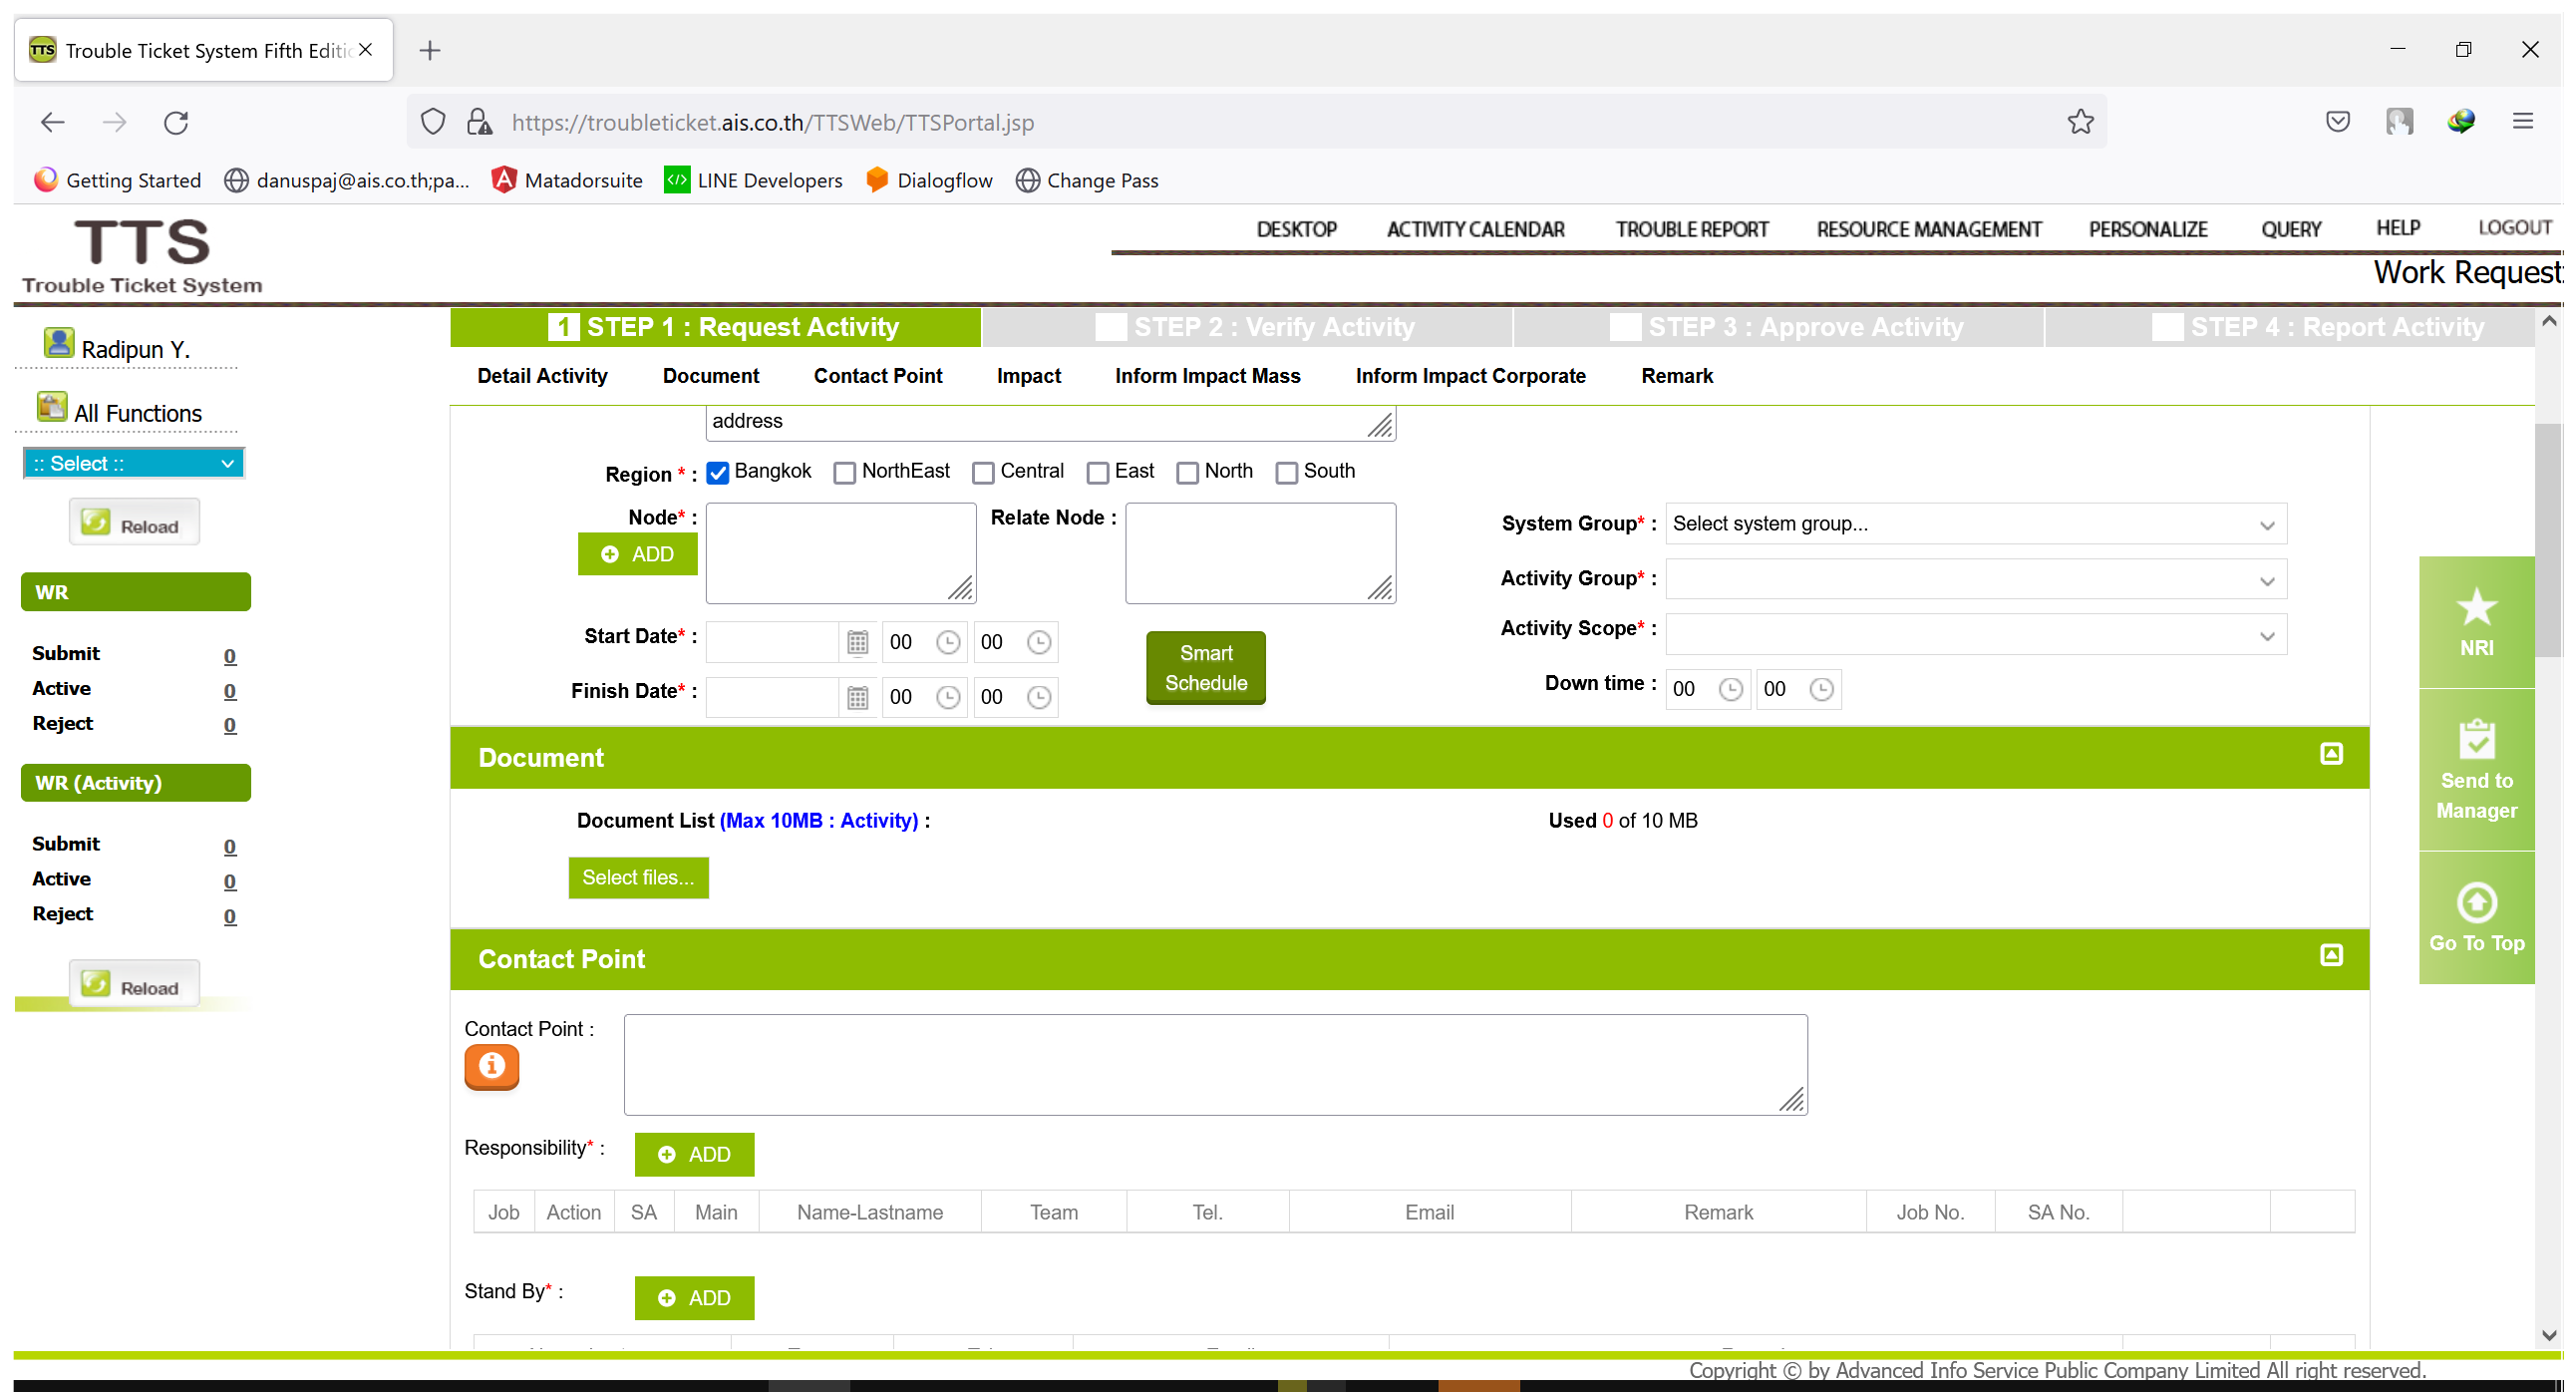 TTS Trouble Ticket System Fifth Editic
https://troubleticket.ais.co.th/TTSWeb/TTSPortal.jsp
Getting Started danuspaj@ais.co.th;pa... Matadorsuite LINE Developers Dialogflow Change Pass
TTS
Trouble Ticket System
DESKTOP ACTIVITY CALENDAR TROUBLE REPORT RESOURCE MANAGEMENT PERSONALIZE QUERY HELP LOGOUT
Work Request
Radipun Y.
All Functions
:: Select ::
Reload
WR
Submit 0
Active 0
Reject 0
WR (Activity)
Submit 0
Active 0
Reject 0
Reload
1 STEP 1 : Request Activity STEP 2 : Verify Activity STEP 3 : Approve Activity STEP 4 : Report Activity
Detail Activity Document Contact Point Impact Inform Impact Mass Inform Impact Corporate Remark
address
Region * : Bangkok NorthEast Central East North South
Node* : Relate Node :
ADD
System Group* : Select system group...
Activity Group* :
Activity Scope* :
Down time : 00 00
Start Date* : 00 00
Finish Date* : 00 00
Smart
Schedule
Document
Document List (Max 10MB : Activity) : Used 0 of 10 MB
Select files...
Contact Point
Contact Point :
Responsibility* : ADD
Job Action SA Main Name-Lastname Team Tel. Email Remark Job No. SA No.
Stand By* : ADD
NRI
Send to
Manager
Go To Top
Copyright © by Advanced Info Service Public Company Limited All right reserved.